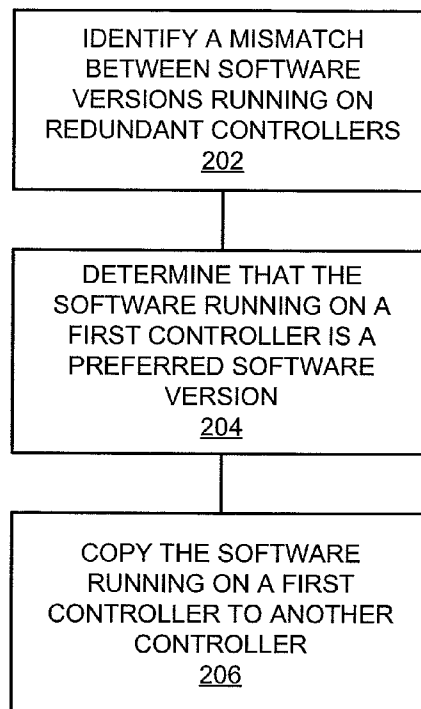 IDENTIFY A MISMATCH
BETWEEN SOFTWARE
VERSIONS RUNNING ON
REDUNDANT CONTROLLERS
202
DETERMINE THAT THE
SOFTWARE RUNNING ON A
FIRST CONTROLLER IS A
PREFERRED SOFTWARE
VERSION
204
COPY THE SOFTWARE
RUNNING ON A FIRST
CONTROLLER TO ANOTHER
CONTROLLER
206